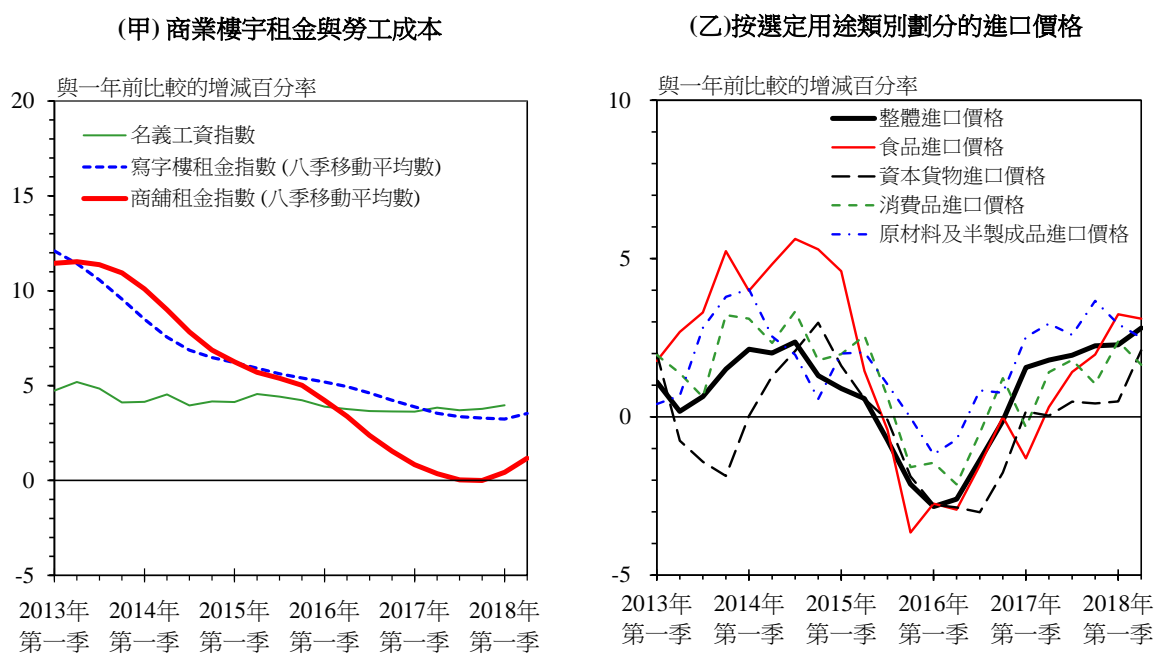 (甲) 商業樓宇租金與勞工成本
與一年前比較的增減百分率
20
15
10
5
0
-5
名義工資指數
寫字樓租金指數 (八季移動平均數)
商舖租金指數 (八季移動平均數)
2013年 2014年 2015年 2016年 2017年 2018年
第一季 第一季 第一季 第一季 第一季 第一季
(乙)按選定用途類別劃分的進口價格
與一年前比較的增減百分率
10
5
0
-5
整體進口價格
食品進口價格
資本貨物進口價格
消費品進口價格
原材料及半製成品進口價格
2013年 2014年 2015年 2016年 2017年 2018年
第一季 第一季 第一季 第一季 第一季 第一季